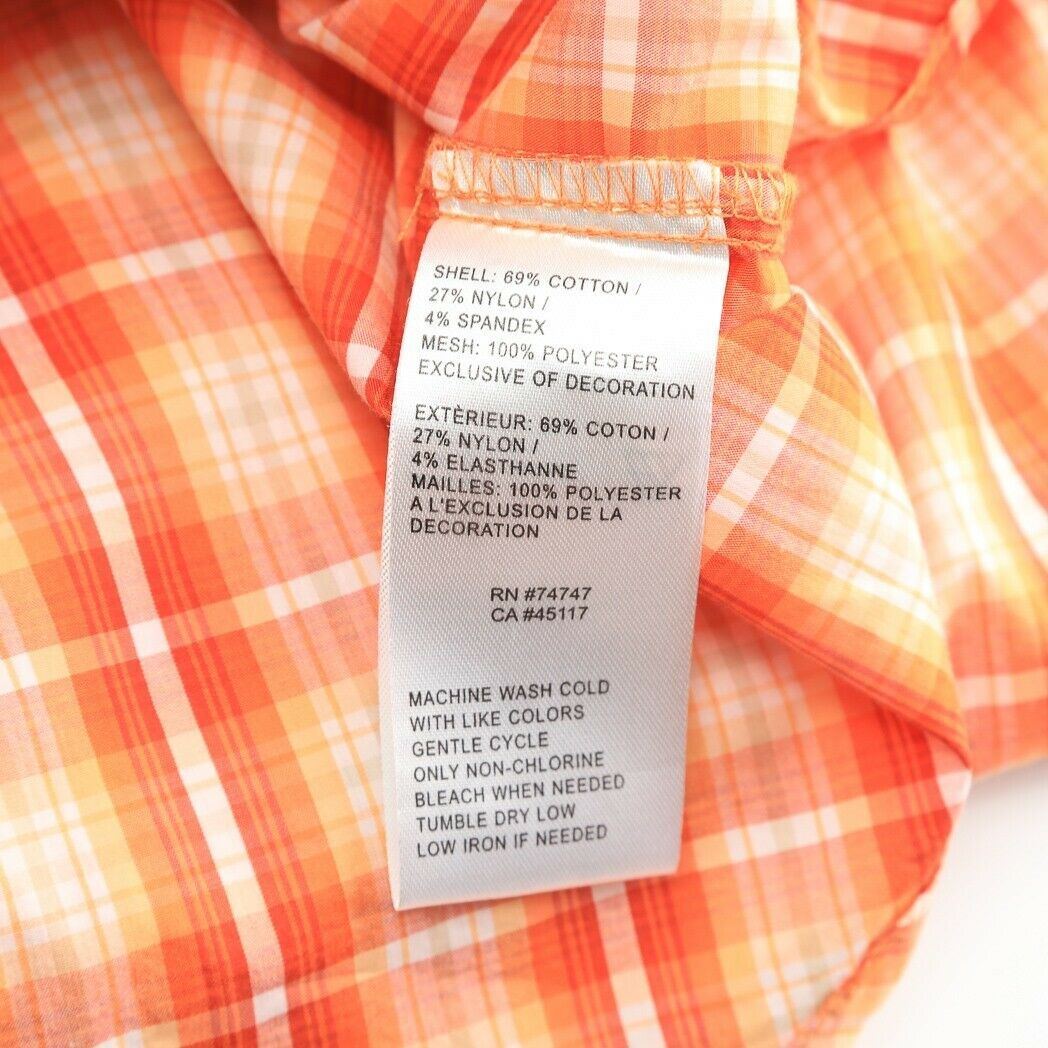 SHELL: 69% COTTON /
27% NYLON /
4% SPANDEX
MESH: 100% POLYESTER
EXCLUSIVE OF DECORATION
EXTÈRIEUR: 69% COTON /
27% NYLON /
4% ELASTHANNE
MAILLES: 100% POLYESTER
A L'EXCLUSION DE LA
DECORATION
RN #74747
CA #45117
MACHINE WASH COLD
WITH LIKE COLORS
GENTLE CYCLE
ONLY NON-CHLORINE
BLEACH WHEN NEEDED
TUMBLE DRY LOW
LOW IRON IF NEEDED